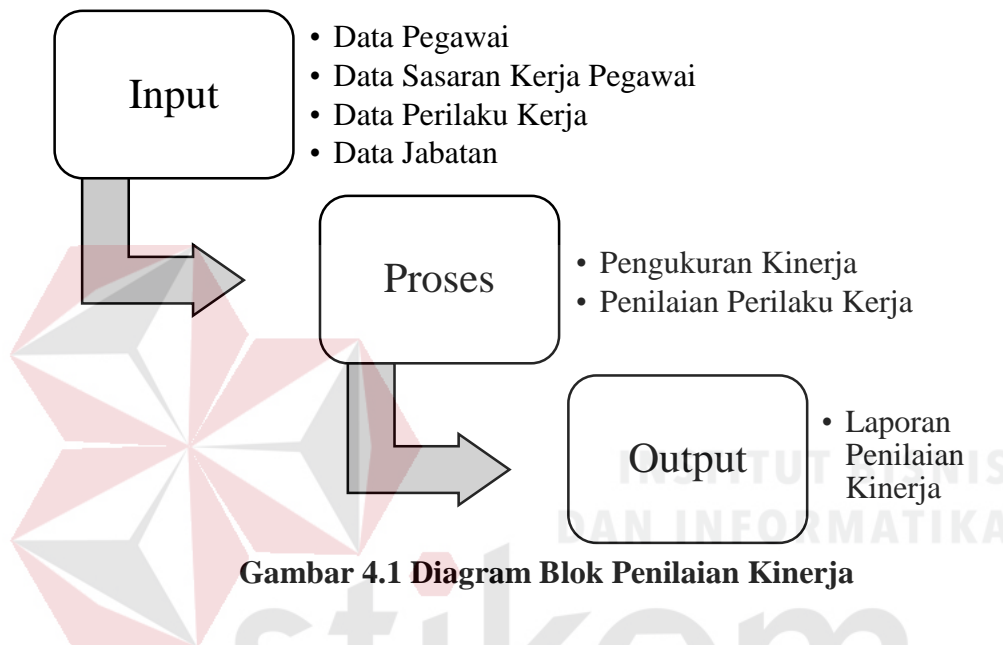 Input
• Data Pegawai
• Data Sasaran Kerja Pegawai
• Data Perilaku Kerja
• Data Jabatan
Proses
• Pengukuran Kinerja
• Penilaian Perilaku Kerja
Output
• Laporan
Penilaian
Kinerja
INSTITUT BISNIS
DAN INFORMATIKA
Gambar 4.1 Diagram Blok Penilaian Kinerja
stikom